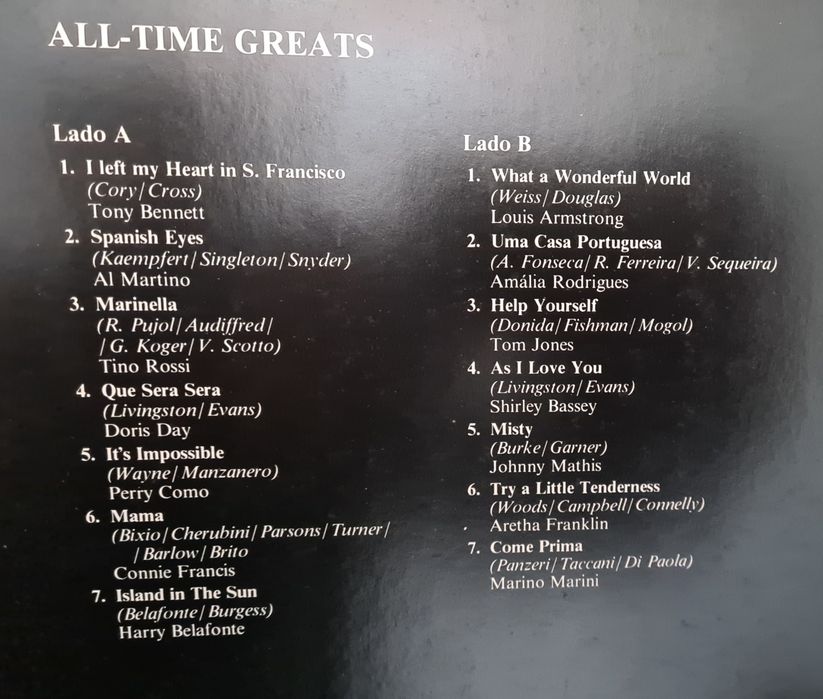 ALL-TIME GREATS
Lado A
1. I left my Heart in S. Francisco
(Cory/Cross)
Tony Bennett
2. Spanish Eyes
(Kaempfert/Singleton/Snyder)
Al Martino
3. Marinella
(R. Pujol/Audiffred/
/G. Koger/V. Scotto)
Tino Rossi
4. Que Sera Sera
(Livingston/Evans)
Doris Day
5. It's Impossible
(Wayne/Manzanero)
Perry Como
6. Mama
(Bixio/Cherubini/Parsons/Turner/
/Barlow/Brito
Connie Francis
7. Island in The Sun
(Belafonte/Burgess)
Harry Belafonte
Lado B
1. What a Wonderful World
(Weiss/Douglas)
Louis Armstrong
2. Uma Casa Portuguesa
(A. Fonseca/R. Ferreira/V. Sequeira)
Amália Rodrigues
3. Help Yourself
(Donida/Fishman/Mogol)
Tom Jones
4. As I Love You
(Livingston/Evans)
Shirley Bassey
5. Misty
(Burke/Garner)
Johnny Mathis
6. Try a Little Tenderness
(Woods/Campbell/Connelly)
Aretha Franklin
7. Come Prima
(Panzeri/Taccani/Di Paola)
Marino Marini